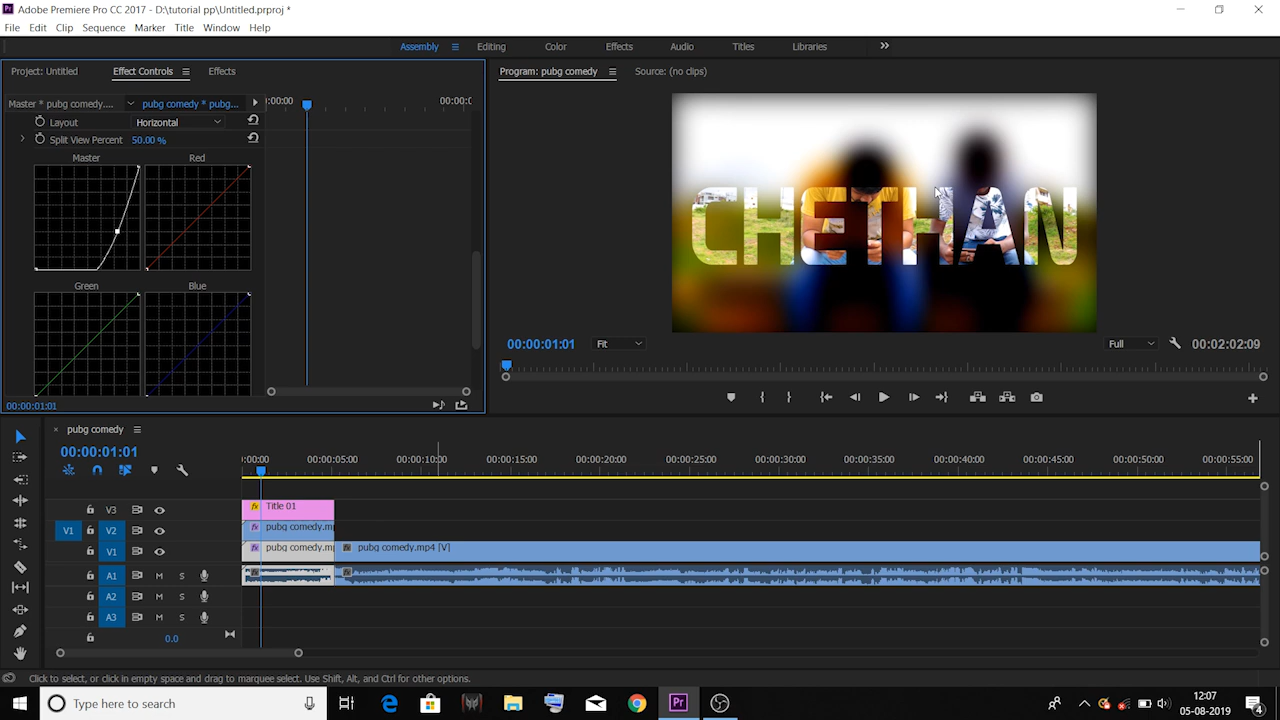 Adobe Premiere Pro CC 2017 - D:\tutorial pp\Untitled.prproj *
File Edit Clip Sequence Marker Title Window Help
Assembly Editing Color Effects Audio Titles Libraries
Project: Untitled Effect Controls Effects
Program: pubg comedy Source: (no clips)
Master * pubg comedy.... pubg comedy * pubg...
:00:00 00:00:0
Layout Horizontal
Split View Percent 50.00 %
Master Red
Green Blue
00:00:01:01
CHETHAN
00:00:01:01 Fit Full 00:02:02:09
pubg comedy
00:00:01:01
:00:00 00:00:05:00 00:00:10:00 00:00:15:00 00:00:20:00 00:00:25:00 00:00:30:00 00:00:35:00 00:00:40:00 00:00:45:00 00:00:50:00 00:00:55:00
V3 fx Title 01
V1 V2 fx pubg comedy.mp
V1 fx pubg comedy.mp fx pubg comedy.mp4 [V]
A1 M S
A2 M S
A3 M S
0.0
Click to select, or click in empty space and drag to marquee select. Use Shift, Alt, and Ctrl for other options.
Type here to search
Pr
12:07
05-08-2019
4